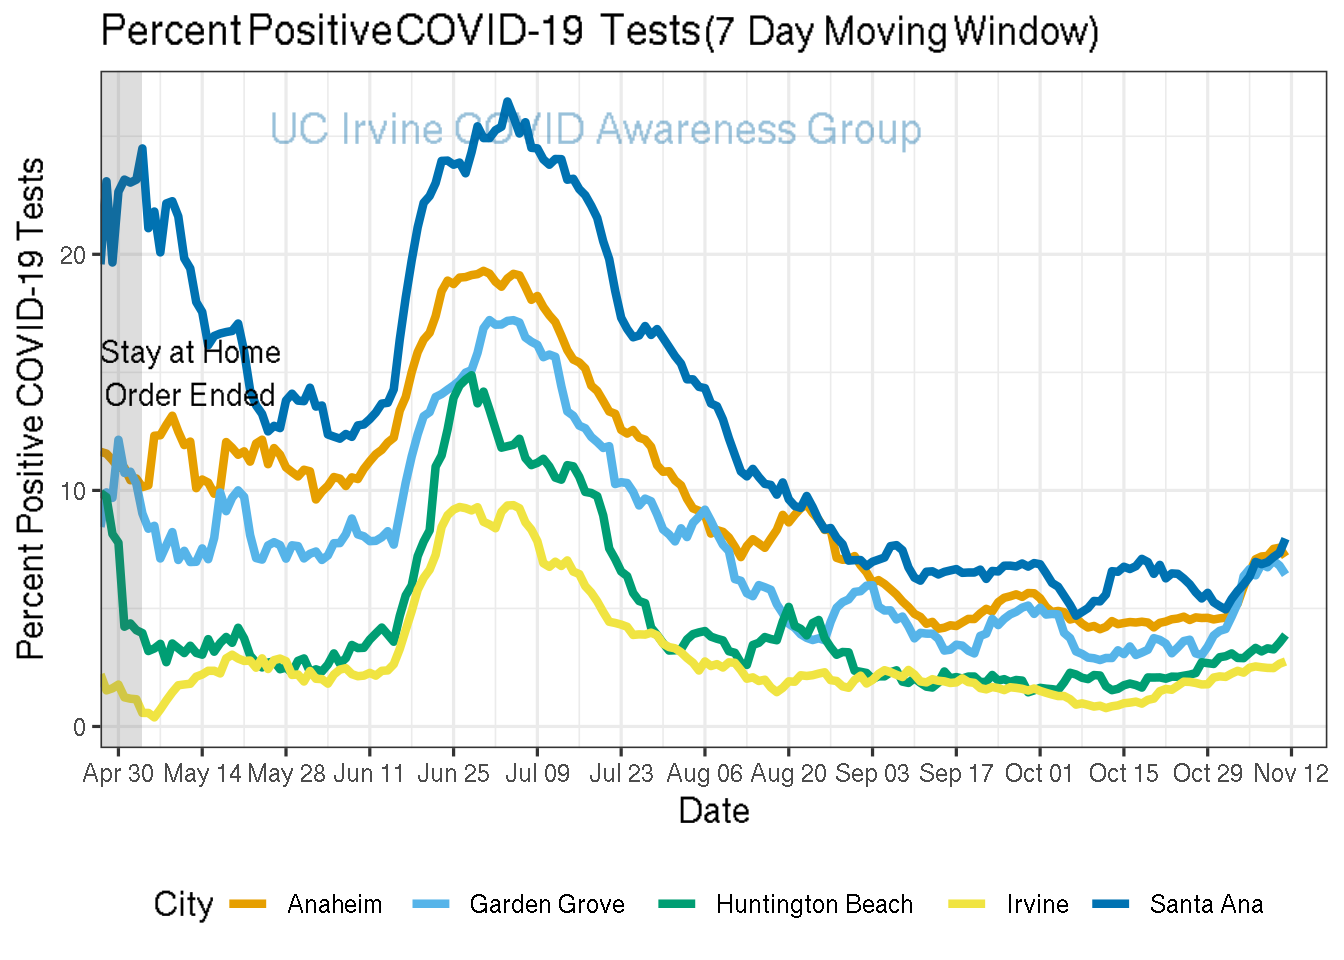 Percent Positive COVID-19 Tests (7 Day Moving Window)
UC Irvine COVID Awareness Group
Percent Positive COVID-19 Tests
20
10
0
Stay at Home
Order Ended
Apr 30 May 14 May 28 Jun 11 Jun 25 Jul 09 Jul 23 Aug 06 Aug 20 Sep 03 Sep 17 Oct 01 Oct 15 Oct 29 Nov 12
Date
City Anaheim Garden Grove Huntington Beach Irvine Santa Ana